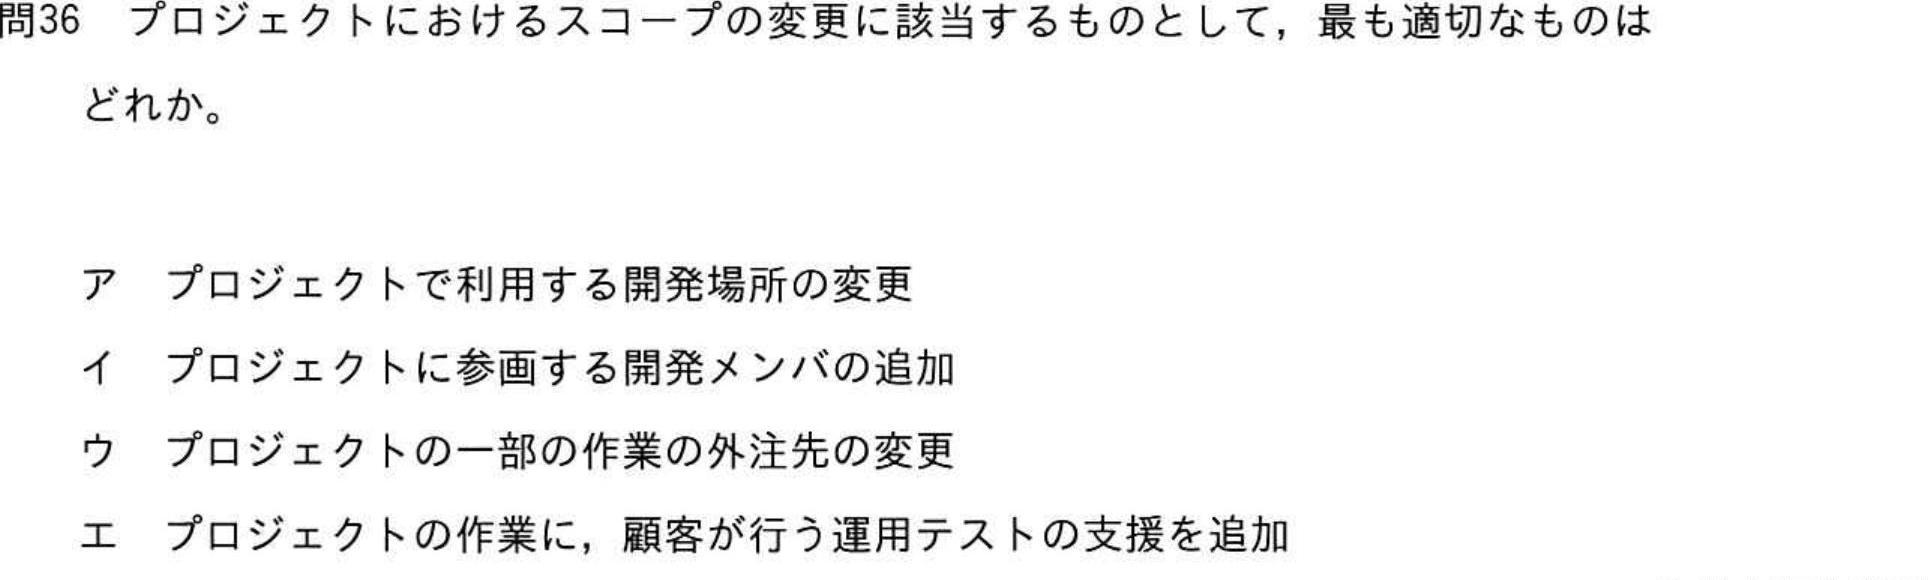 問36　プロジェクトにおけるスコープの変更に該当するものとして，最も適切なものは
どれか。
ア　プロジェクトで利用する開発場所の変更
イ　プロジェクトに参画する開発メンバの追加
ウ　プロジェクトの一部の作業の外注先の変更
エ　プロジェクトの作業に，顧客が行う運用テストの支援を追加